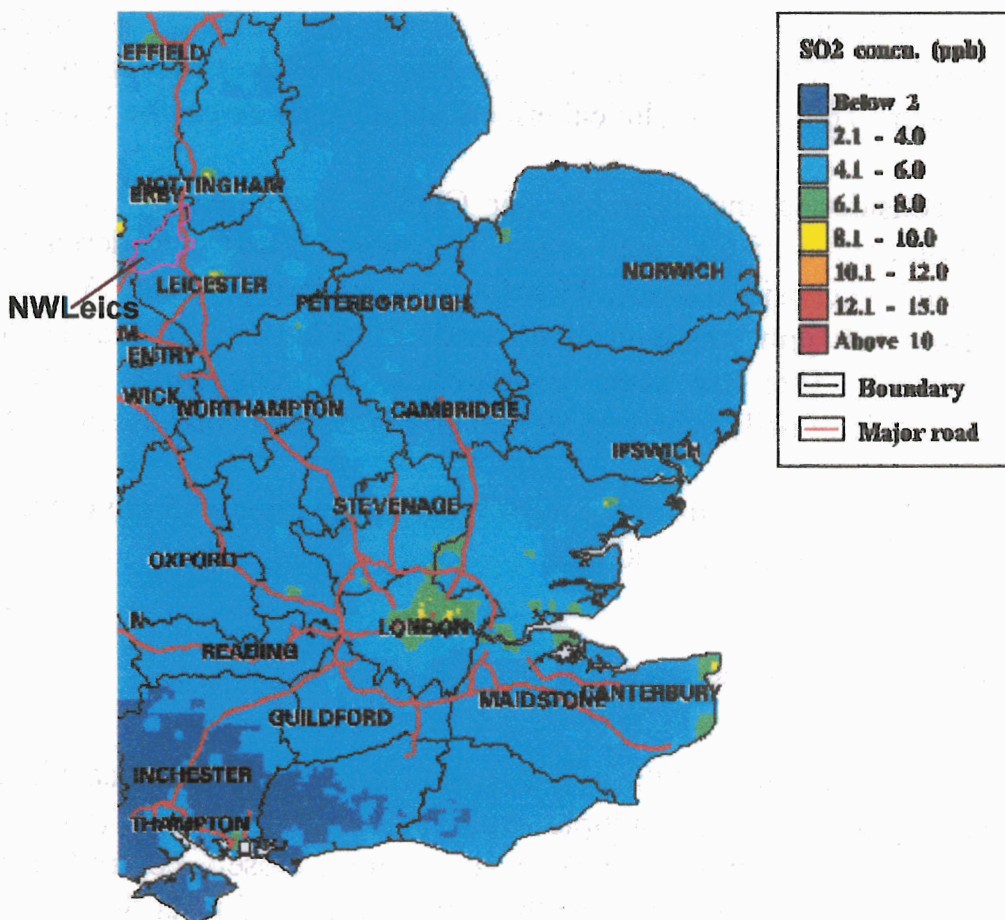 EFFIELD
NOTTINGHAM
ERBY
LEICESTER
NWLeics
PETERBOROUGH
NORWICH
M
ENTRY
WICK
NORTHAMPTON
CAMBRIDGE
IPSWICH
STEVENAGE
OXFORD
N
LONDON
READING
MAIDSTONE
CANTERBURY
GUILDFORD
INCHESTER
THAMPTON
SO2 concn. (ppb)
Below 2
2.1 - 4.0
4.1 - 6.0
6.1 - 8.0
8.1 - 10.0
10.1 - 12.0
12.1 - 15.0
Above 10
Boundary
Major road